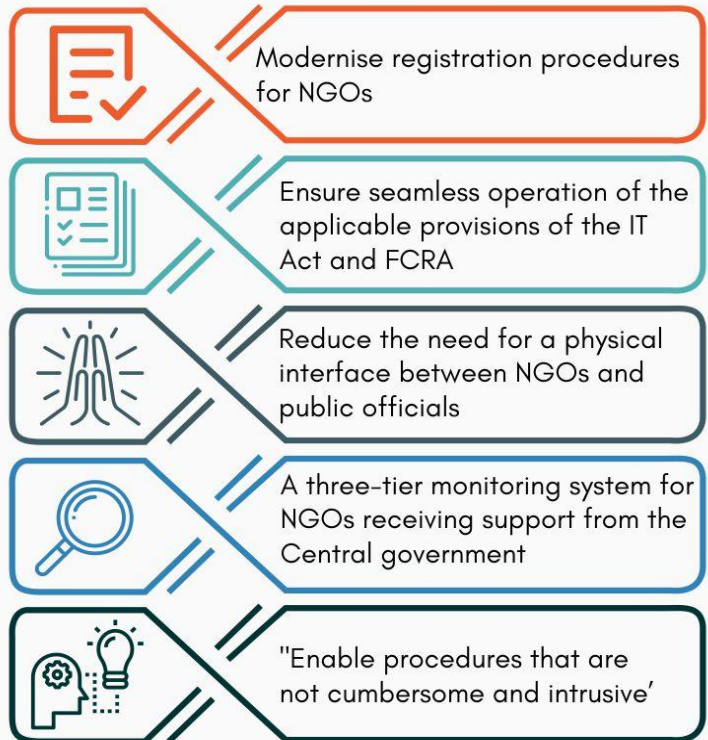 Modernise registration procedures
for NGOs
Ensure seamless operation of the
applicable provisions of the IT
Act and FCRA
Reduce the need for a physical
interface between NGOs and
public officials
A three-tier monitoring system for
NGOs receiving support from the
Central government
"Enable procedures that are
not cumbersome and intrusive’